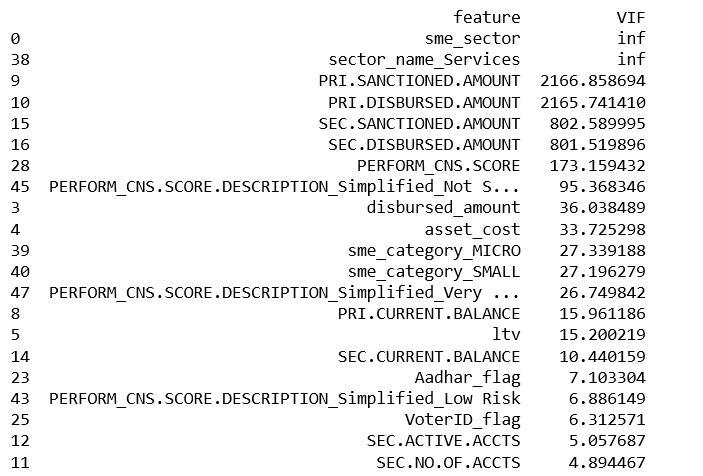 feature VIF
0 sme_sector inf
38 sector_name_Services inf
9 PRI.SANCTIONED.AMOUNT 2166.858694
10 PRI.DISBURSED.AMOUNT 2165.741410
15 SEC.SANCTIONED.AMOUNT 802.589995
16 SEC.DISBURSED.AMOUNT 801.519896
28 PERFORM_CNS.SCORE 173.159432
45 PERFORM_CNS.SCORE.DESCRIPTION_Simplified_Not S... 95.368346
3 disbursed_amount 36.038489
4 asset_cost 33.725298
39 sme_category_MICRO 27.339188
40 sme_category_SMALL 27.196279
47 PERFORM_CNS.SCORE.DESCRIPTION_Simplified_Very ... 26.749842
8 PRI.CURRENT.BALANCE 15.961186
5 ltv 15.200219
14 SEC.CURRENT.BALANCE 10.440159
23 Aadhar_flag 7.103304
43 PERFORM_CNS.SCORE.DESCRIPTION_Simplified_Low Risk 6.886149
25 VoterID_flag 6.312571
12 SEC.ACTIVE.ACCTS 5.057687
11 SEC.NO.OF.ACCTS 4.894467